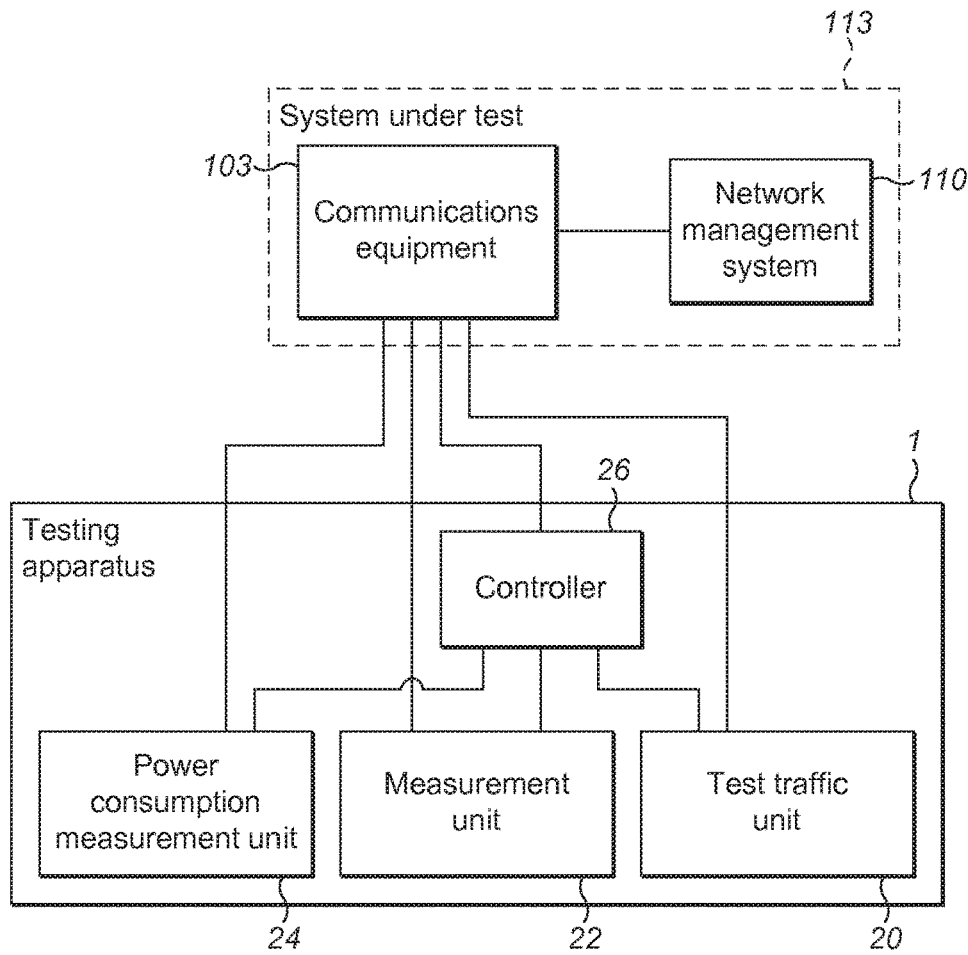 113
System under test
103
Communications
equipment
110
Network
management
system
1
26
Testing
apparatus
Controller
Power
consumption
measurement unit
Measurement
unit
Test traffic
unit
24
22
20